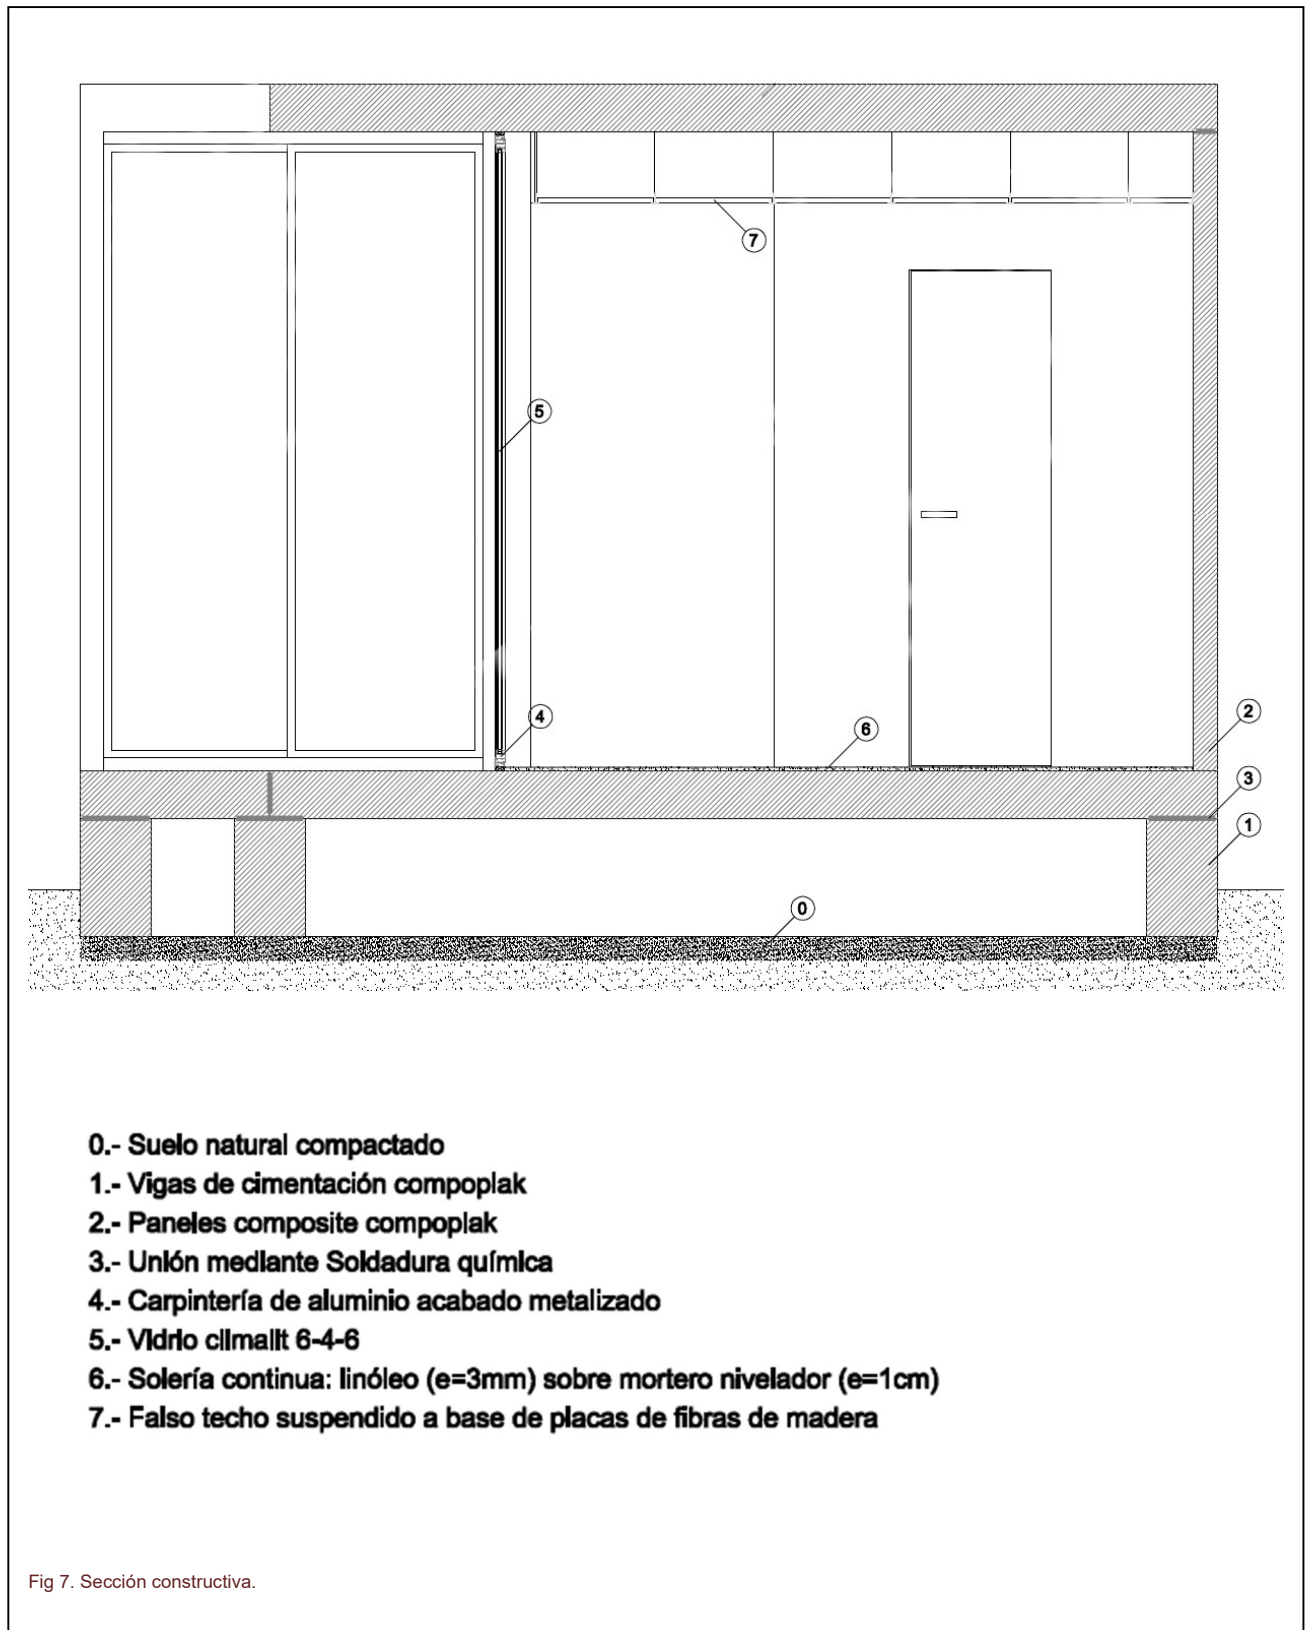 7
5
4
6
2
3
1
0
0.- Suelo natural compactado
1.- Vigas de cimentación compoplak
2.- Paneles composite compoplak
3.- Unión mediante Soldadura química
4.- Carpintería de aluminio acabado metalizado
5.- Vidrio climalit 6-4-6
6.- Solería continua: linóleo (e=3mm) sobre mortero nivelador (e=1cm)
7.- Falso techo suspendido a base de placas de fibras de madera
Fig 7. Sección constructiva.